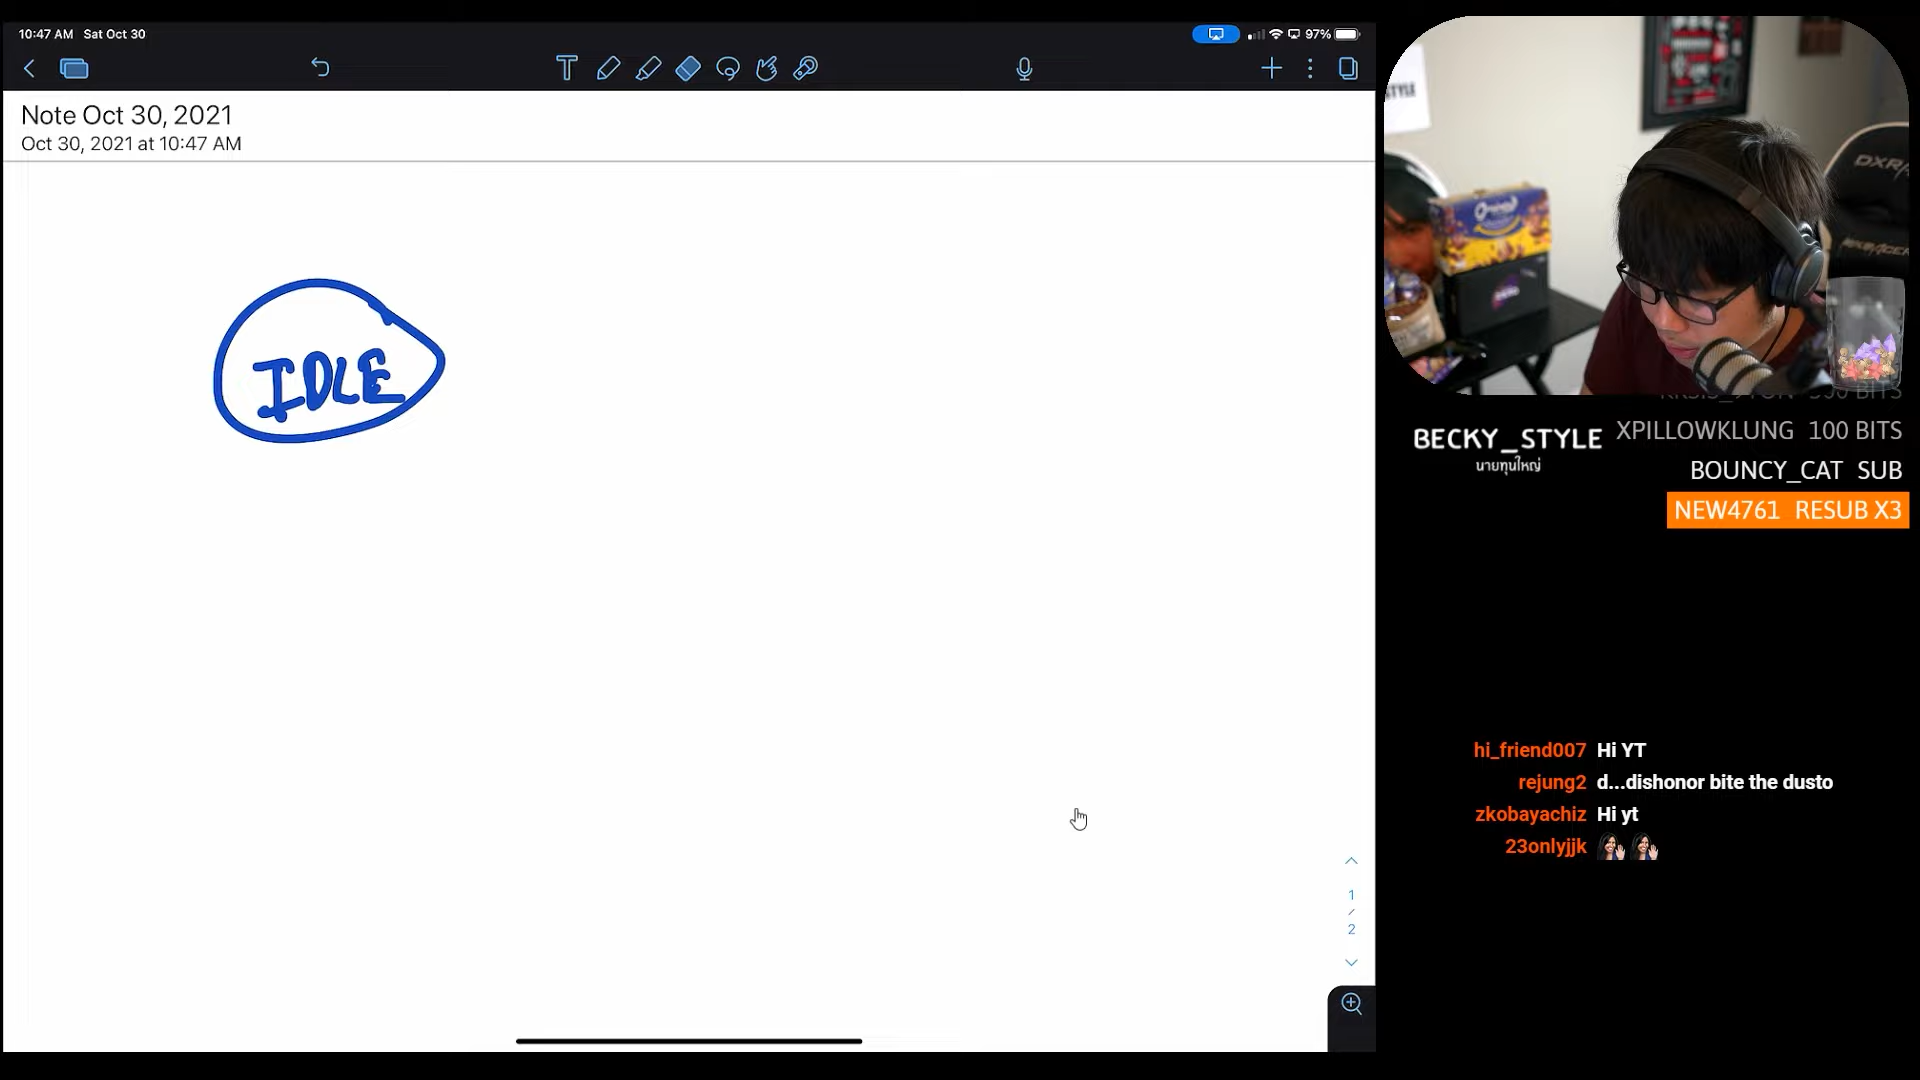 10:47 AM Sat Oct 30
97%
Note Oct 30, 2021
Oct 30, 2021 at 10:47 AM
IDLE
1
2
STYLE
DXR
BECKY_STYLE
นายทุนใหญ่
XPILLOWKLUNG 100 BITS
BOUNCY_CAT SUB
NEW4761 RESUB X3
hi_friend007 Hi YT
rejung2 d...dishonor bite the dusto
zkobayachiz Hi yt
23onlyjjk